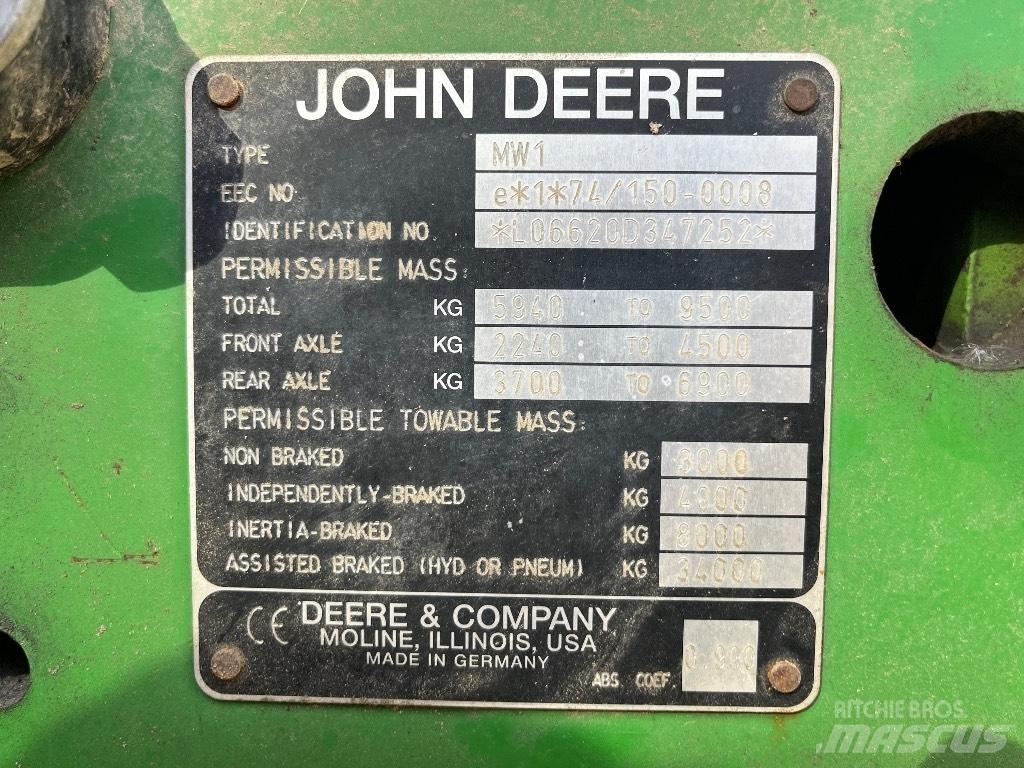 JOHN DEERE
TYPE MW1
EEC NO e*1*74/150-0008
IDENTIFICATION NO. *L06620D347252*
PERMISSIBLE MASS:
TOTAL KG 5940 TO 9500
FRONT AXLE KG 2240 TO 4500
REAR AXLE KG 3700 TO 6900
PERMISSIBLE TOWABLE MASS:
NON BRAKED KG
INDEPENDENTLY-BRAKED KG 4000
INERTIA-BRAKED KG 8000
ASSISTED BRAKED (HYD OR PNEUM) KG 34000
CE DEERE & COMPANY
MOLINE, ILLINOIS, USA
MADE IN GERMANY
ABS. COEF. 0.900
RITCHIE BROS.
MASCUS